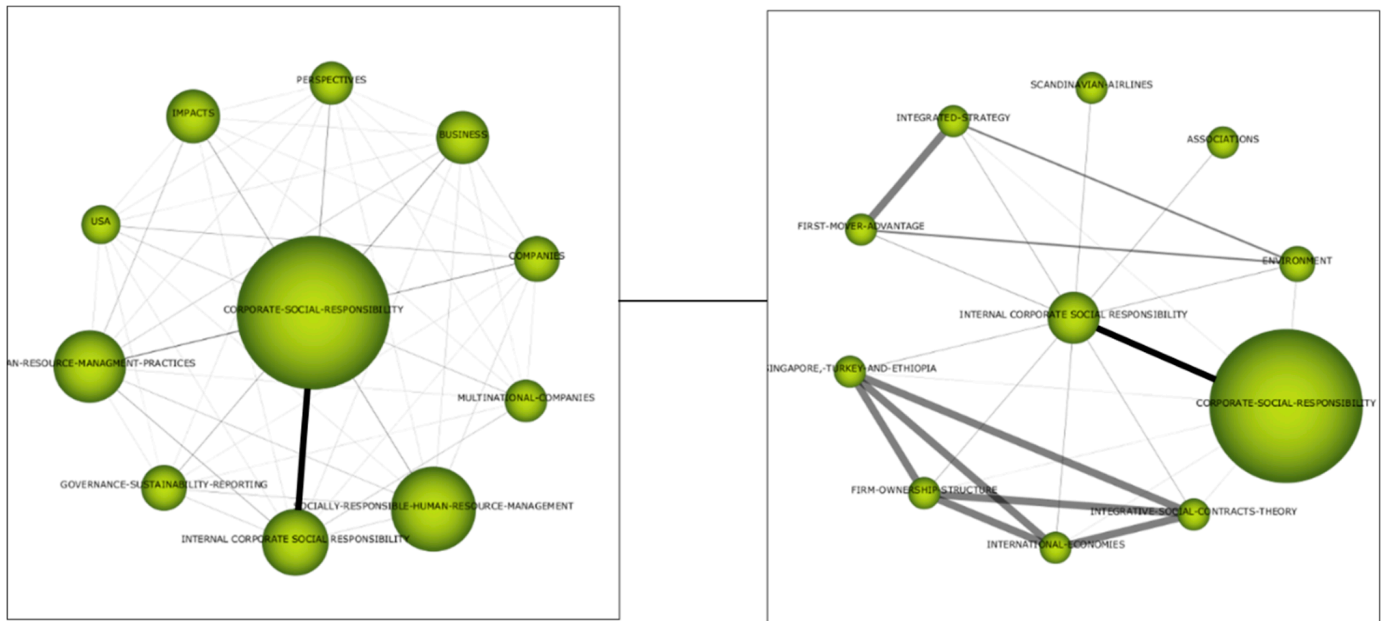 PERSPECTIVES
IMPACTS
BUSINESS
USA
COMPANIES
CORPORATE-SOCIAL-RESPONSIBILITY
AN-RESOURCE-MANAGMENT-PRACTICES
MULTINATIONAL-COMPANIES
GOVERNANCE-SUSTAINABILITY-REPORTING
SOCIALLY-RESPONSIBLE-HUMAN-RESOURCE-MANAGEMENT
INTERNAL CORPORATE SOCIAL RESPONSIBILITY
SCANDINAVIAN-AIRLINES
INTEGRATED-STRATEGY
ASSOCIATIONS
FIRST-MOVER-ADVANTAGE
ENVIRONMENT
INTERNAL CORPORATE SOCIAL RESPONSIBILITY
INGAPORE,-TURKEY-AND-ETHIOPIA
CORPORATE-SOCIAL-RESPONSIBILITY
FIRM-OWNERSHIP-STRUCTURE
INTEGRATIVE-SOCIAL-CONTRACTS-THEORY
INTERNATIONAL-ECONOMIES